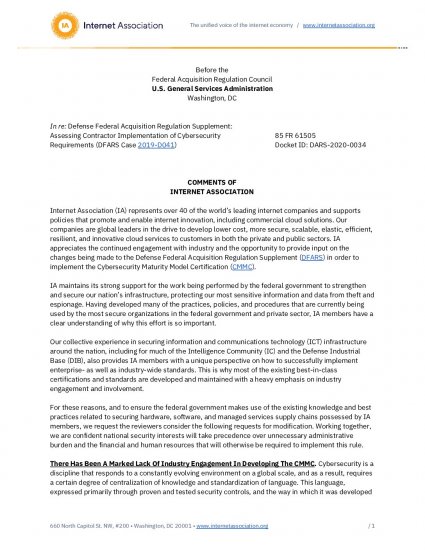 IA
Internet Association
The unified voice of the internet economy / www.internetassociation.org
Before the
Federal Acquisition Regulation Council
U.S. General Services Administration
Washington, DC
In re: Defense Federal Acquisition Regulation Supplement:
Assessing Contractor Implementation of Cybersecurity
Requirements (DFARS Case 2019-D041)
85 FR 61505
Docket ID: DARS-2020-0034
COMMENTS OF
INTERNET ASSOCIATION
Internet Association (IA) represents over 40 of the world's leading internet companies and supports
policies that promote and enable internet innovation, including commercial cloud solutions. Our
companies are global leaders in the drive to develop lower cost, more secure, scalable, elastic, efficient,
resilient, and innovative cloud services to customers in both the private and public sectors. IA
appreciates the continued engagement with industry and the opportunity to provide input on the
changes being made to the Defense Federal Acquisition Regulation Supplement (DFARS) in order to
implement the Cybersecurity Maturity Model Certification (CMMC).
IA maintains its strong support for the work being performed by the federal government to strengthen
and secure our nation's infrastructure, protecting our most sensitive information and data from theft and
espionage. Having developed many of the practices, policies, and procedures that are currently being
used by the most secure organizations in the federal government and private sector, IA members have a
clear understanding of why this effort is so important.
Our collective experience in securing information and communications technology (ICT) infrastructure
around the nation, including for much of the Intelligence Community (IC) and the Defense Industrial
Base (DIB), also provides IA members with a unique perspective on how to successfully implement
enterprise- as well as industry-wide standards. This is why most of the existing best-in-class
certifications and standards are developed and maintained with a heavy emphasis on industry
engagement and involvement.
For these reasons, and to ensure the federal government makes use of the existing knowledge and best
practices related to securing hardware, software, and managed services supply chains possessed by IA
members, we request the reviewers consider the following requests for modification. Working together,
we are confident national security interests will take precedence over unnecessary administrative
burden and the financial and human resources that will otherwise be required to implement this rule.
There Has Been A Marked Lack Of Industry Engagement In Developing The CMMC. Cybersecurity is a
discipline that responds to a constantly evolving environment on a global scale, and as a result, requires
a certain degree of centralization of knowledge and standardization of language. This language,
expressed primarily through proven and tested security controls, and the way in which it was developed
660 North Capitol St. NW, #200 • Washington, DC 20001 • www.internetassociation.org
/ 1